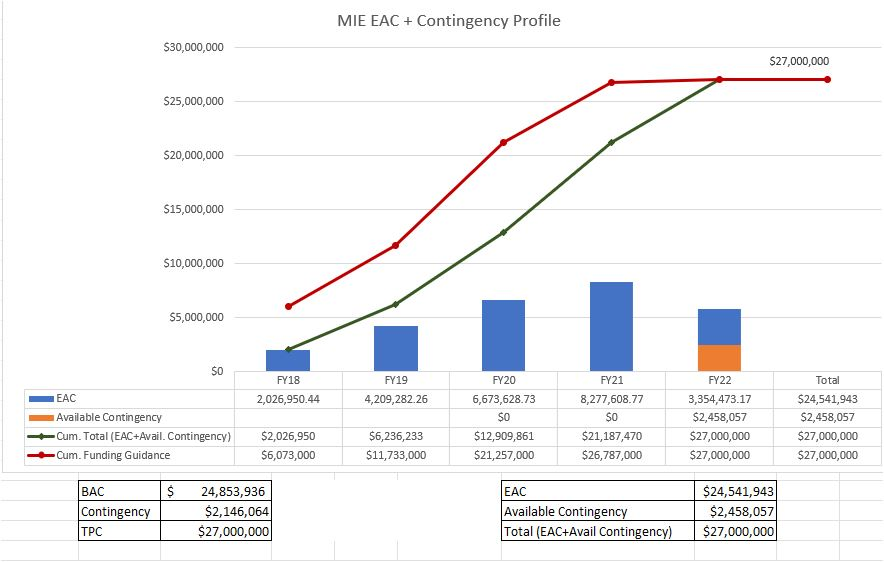 MIE EAC + Contingency Profile
$30,000,000
$27,000,000
$25,000,000
$20,000,000
$15,000,000
$10,000,000
$5,000,000
$0
FY18 FY19 FY20 FY21 FY22 Total
EAC 2,026,950.44 4,209,282.26 6,673,628.73 8,277,608.77 3,354,473.17 $24,541,943
Available Contingency $0 $0 $2,458,057 $2,458,057
Cum. Total (EAC+Avail. Contingency) $2,026,950 $6,236,233 $12,909,861 $21,187,470 $27,000,000 $27,000,000
Cum. Funding Guidance $6,073,000 $11,733,000 $21,257,000 $26,787,000 $27,000,000 $27,000,000
BAC $ 24,853,936 EAC $24,541,943
Contingency $2,146,064 Available Contingency $2,458,057
TPC $27,000,000 Total (EAC+Avail Contingency) $27,000,000